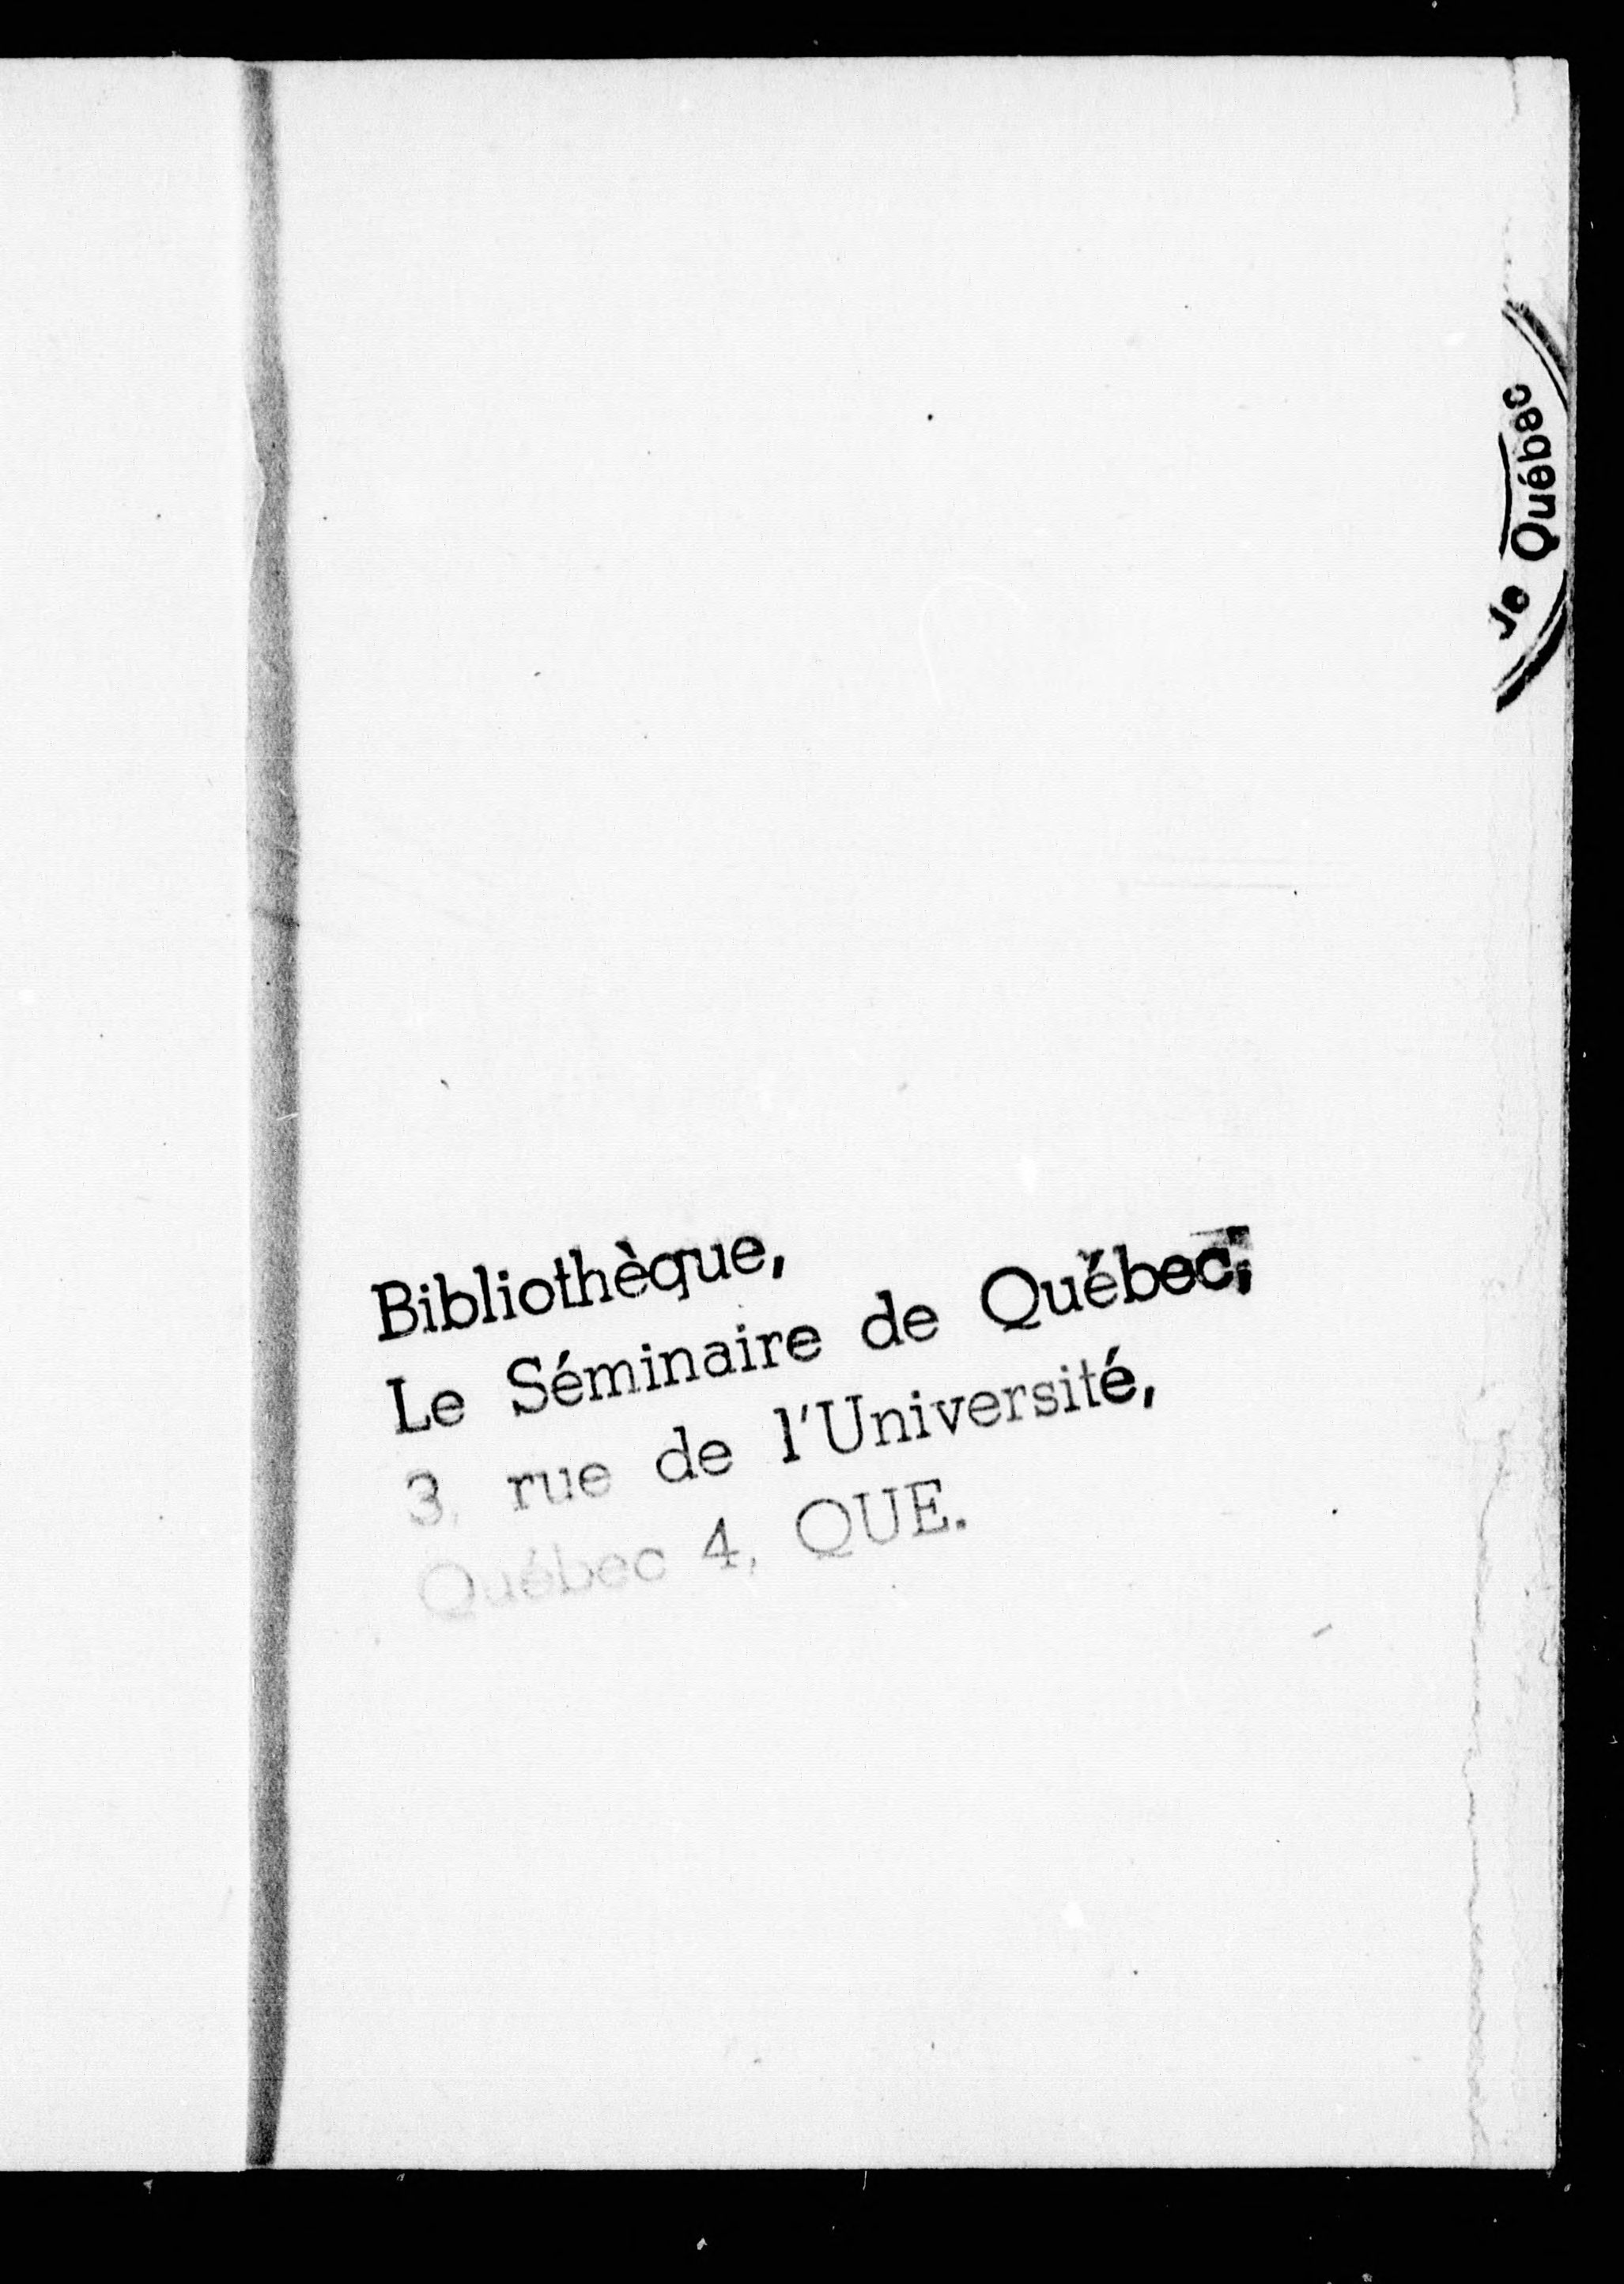 de Québec
Bibliothèque,
Le Séminaire de Québec,
3, rue de l'Université,
Québec 4, QUE.